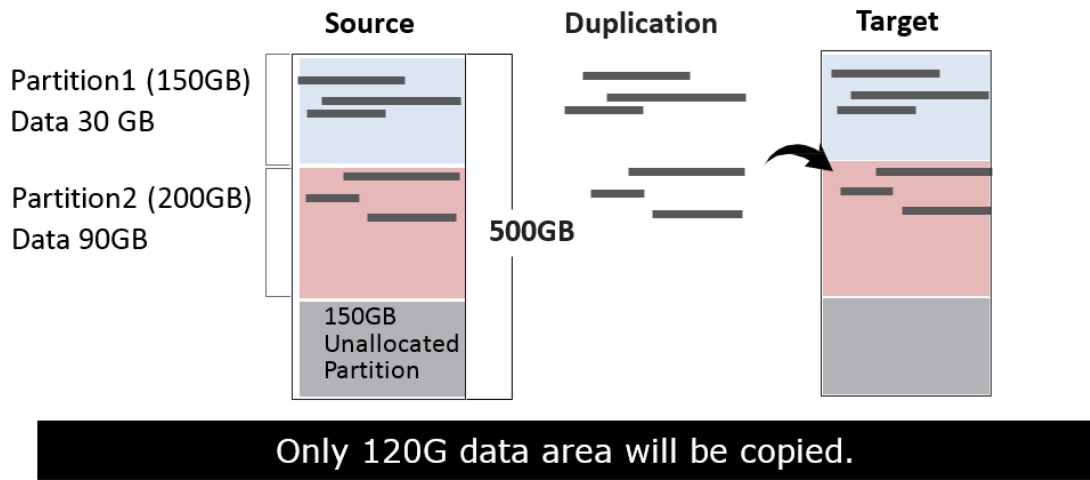 Source
Duplication
Target
Partition1 (150GB)
Data 30 GB
Partition2 (200GB)
Data 90GB
500GB
150GB
Unallocated
Partition
Only 120G data area will be copied.